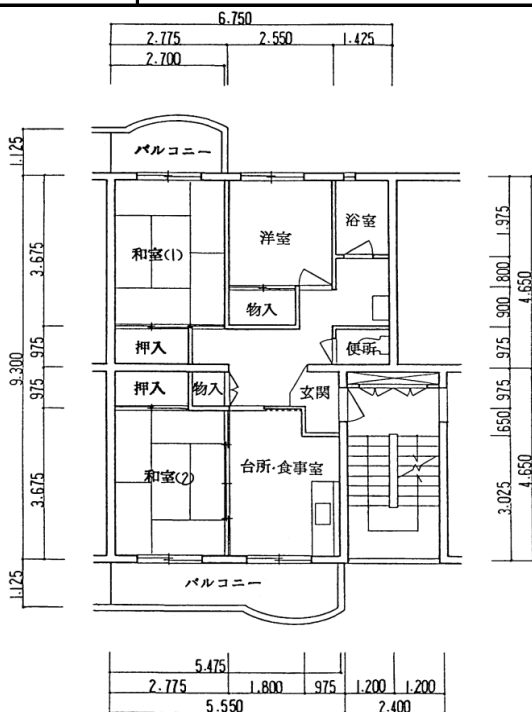 6.750
2.775 2.550 1.425
2.700
バルコニー
1.125
3.675
975
975
3.675
9.300
1.125
和室(1)
洋室
浴室
物入
押入
便所
押入
物入
玄関
和室(2)
台所・食事室
バルコニー
1.975
800
900
975
975
650
3.025
4.650
4.650
5.475
2.775 1.800 975 1.200 1.200
5.550 2.400